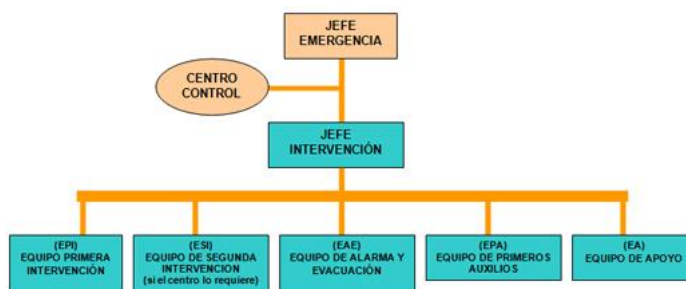 JEFE
EMERGENCIA
CENTRO
CONTROL
JEFE
INTERVENCIÓN
(EPI)
EQUIPO PRIMERA
INTERVENCIÓN
(ESI)
EQUIPO DE SEGUNDA
INTERVENCION
(si el centro lo requiere)
(EAE)
EQUIPO DE ALARMA Y
EVACUACIÓN
(EPA)
EQUIPO DE PRIMEROS
AUXILIOS
(EA)
EQUIPO DE APOYO